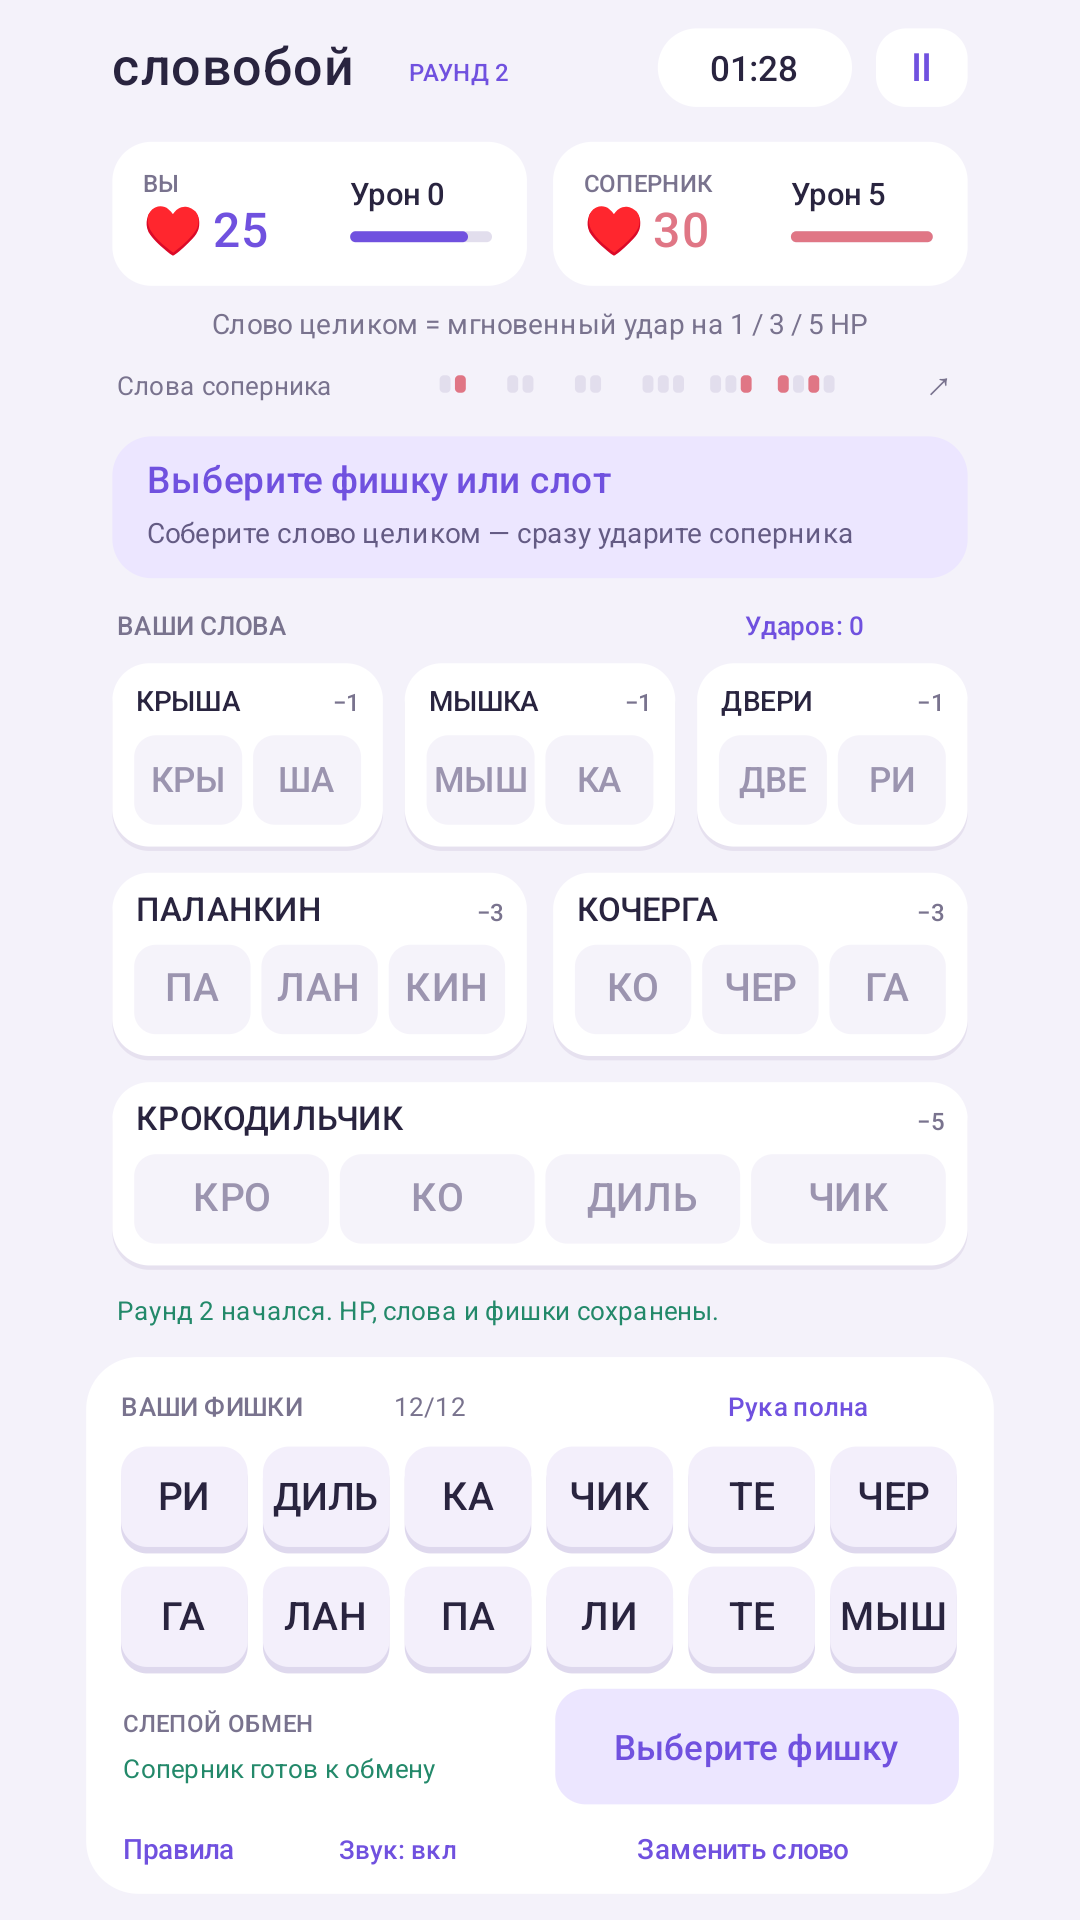 словобой РАУНД 2 01:28
ВЫ Урон 0
25
СОПЕРНИК Урон 5
30
Слово целиком = мгновенный удар на 1 / 3 / 5 HP
Слова соперника ↗
Выберите фишку или слот
Соберите слово целиком — сразу ударите соперника
ВАШИ СЛОВА Ударов: 0
КРЫША −1 МЫШКА −1 ДВЕРИ −1
КРЫ ША МЫШ КА ДВЕ РИ
ПАЛАНКИН −3 КОЧЕРГА −3
ПА ЛАН КИН КО ЧЕР ГА
КРОКОДИЛЬЧИК −5
КРО КО ДИЛЬ ЧИК
Раунд 2 начался. HP, слова и фишки сохранены.
ВАШИ ФИШКИ 12/12 Рука полна
РИ ДИЛЬ КА ЧИК ТЕ ЧЕР
ГА ЛАН ПА ЛИ ТЕ МЫШ
СЛЕПОЙ ОБМЕН
Соперник готов к обмену
Выберите фишку
Правила Звук: вкл Заменить слово